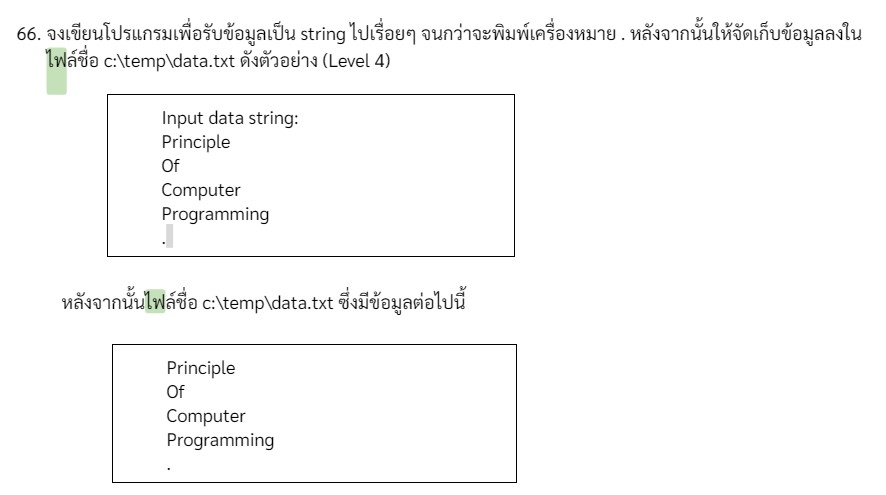 66. จงเขียนโปรแกรมเพื่อรับข้อมูลเป็น string ไปเรื่อยๆ จนกว่าจะพิมพ์เครื่องหมาย . หลังจากนั้นให้จัดเก็บข้อมูลลงใน
ไฟล์ชื่อ c:\temp\data.txt ดังตัวอย่าง (Level 4)
Input data string:
Principle
Of
Computer
Programming
.
หลังจากนั้นไฟล์ชื่อ c:\temp\data.txt ซึ่งมีข้อมูลต่อไปนี้
Principle
Of
Computer
Programming
.